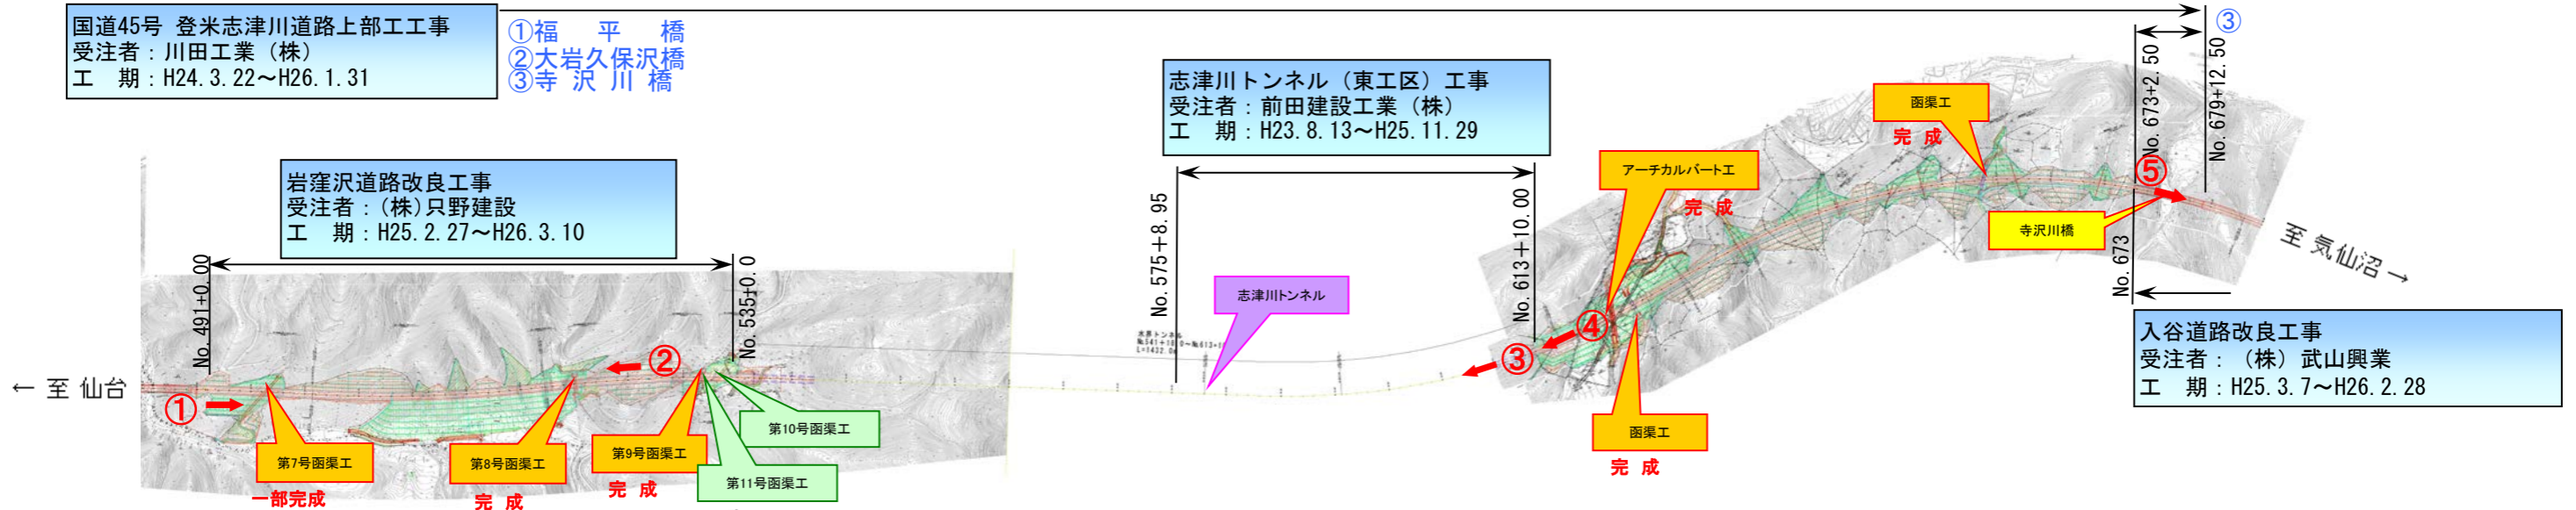 国道45号 登米志津川道路上部工工事
受注者：川田工業（株）
工　期：H24.3.22～H26.1.31
①福　平　橋
②大岩久保沢橋
③寺 沢 川 橋
③
志津川トンネル（東工区）工事
受注者：前田建設工業（株）
工　期：H23.8.13～H25.11.29
岩窪沢道路改良工事
受注者：（株）只野建設
工　期：H25.2.27～H26.3.10
No.491+0.00
No.535+0.0
No.575+8.95
No.613+10.00
No.673+2.50
No.679+12.50
No.673
函渠工
完 成
アーチカルバート工
完 成
⑤
寺沢川橋
至 気仙沼 →
志津川トンネル
④
③
函渠工
完 成
入谷道路改良工事
受注者：（株）武山興業
工　期：H25.3.7～H26.2.28
← 至 仙台
①
②
第7号函渠工
一部完成
第8号函渠工
完 成
第9号函渠工
完 成
第10号函渠工
第11号函渠工